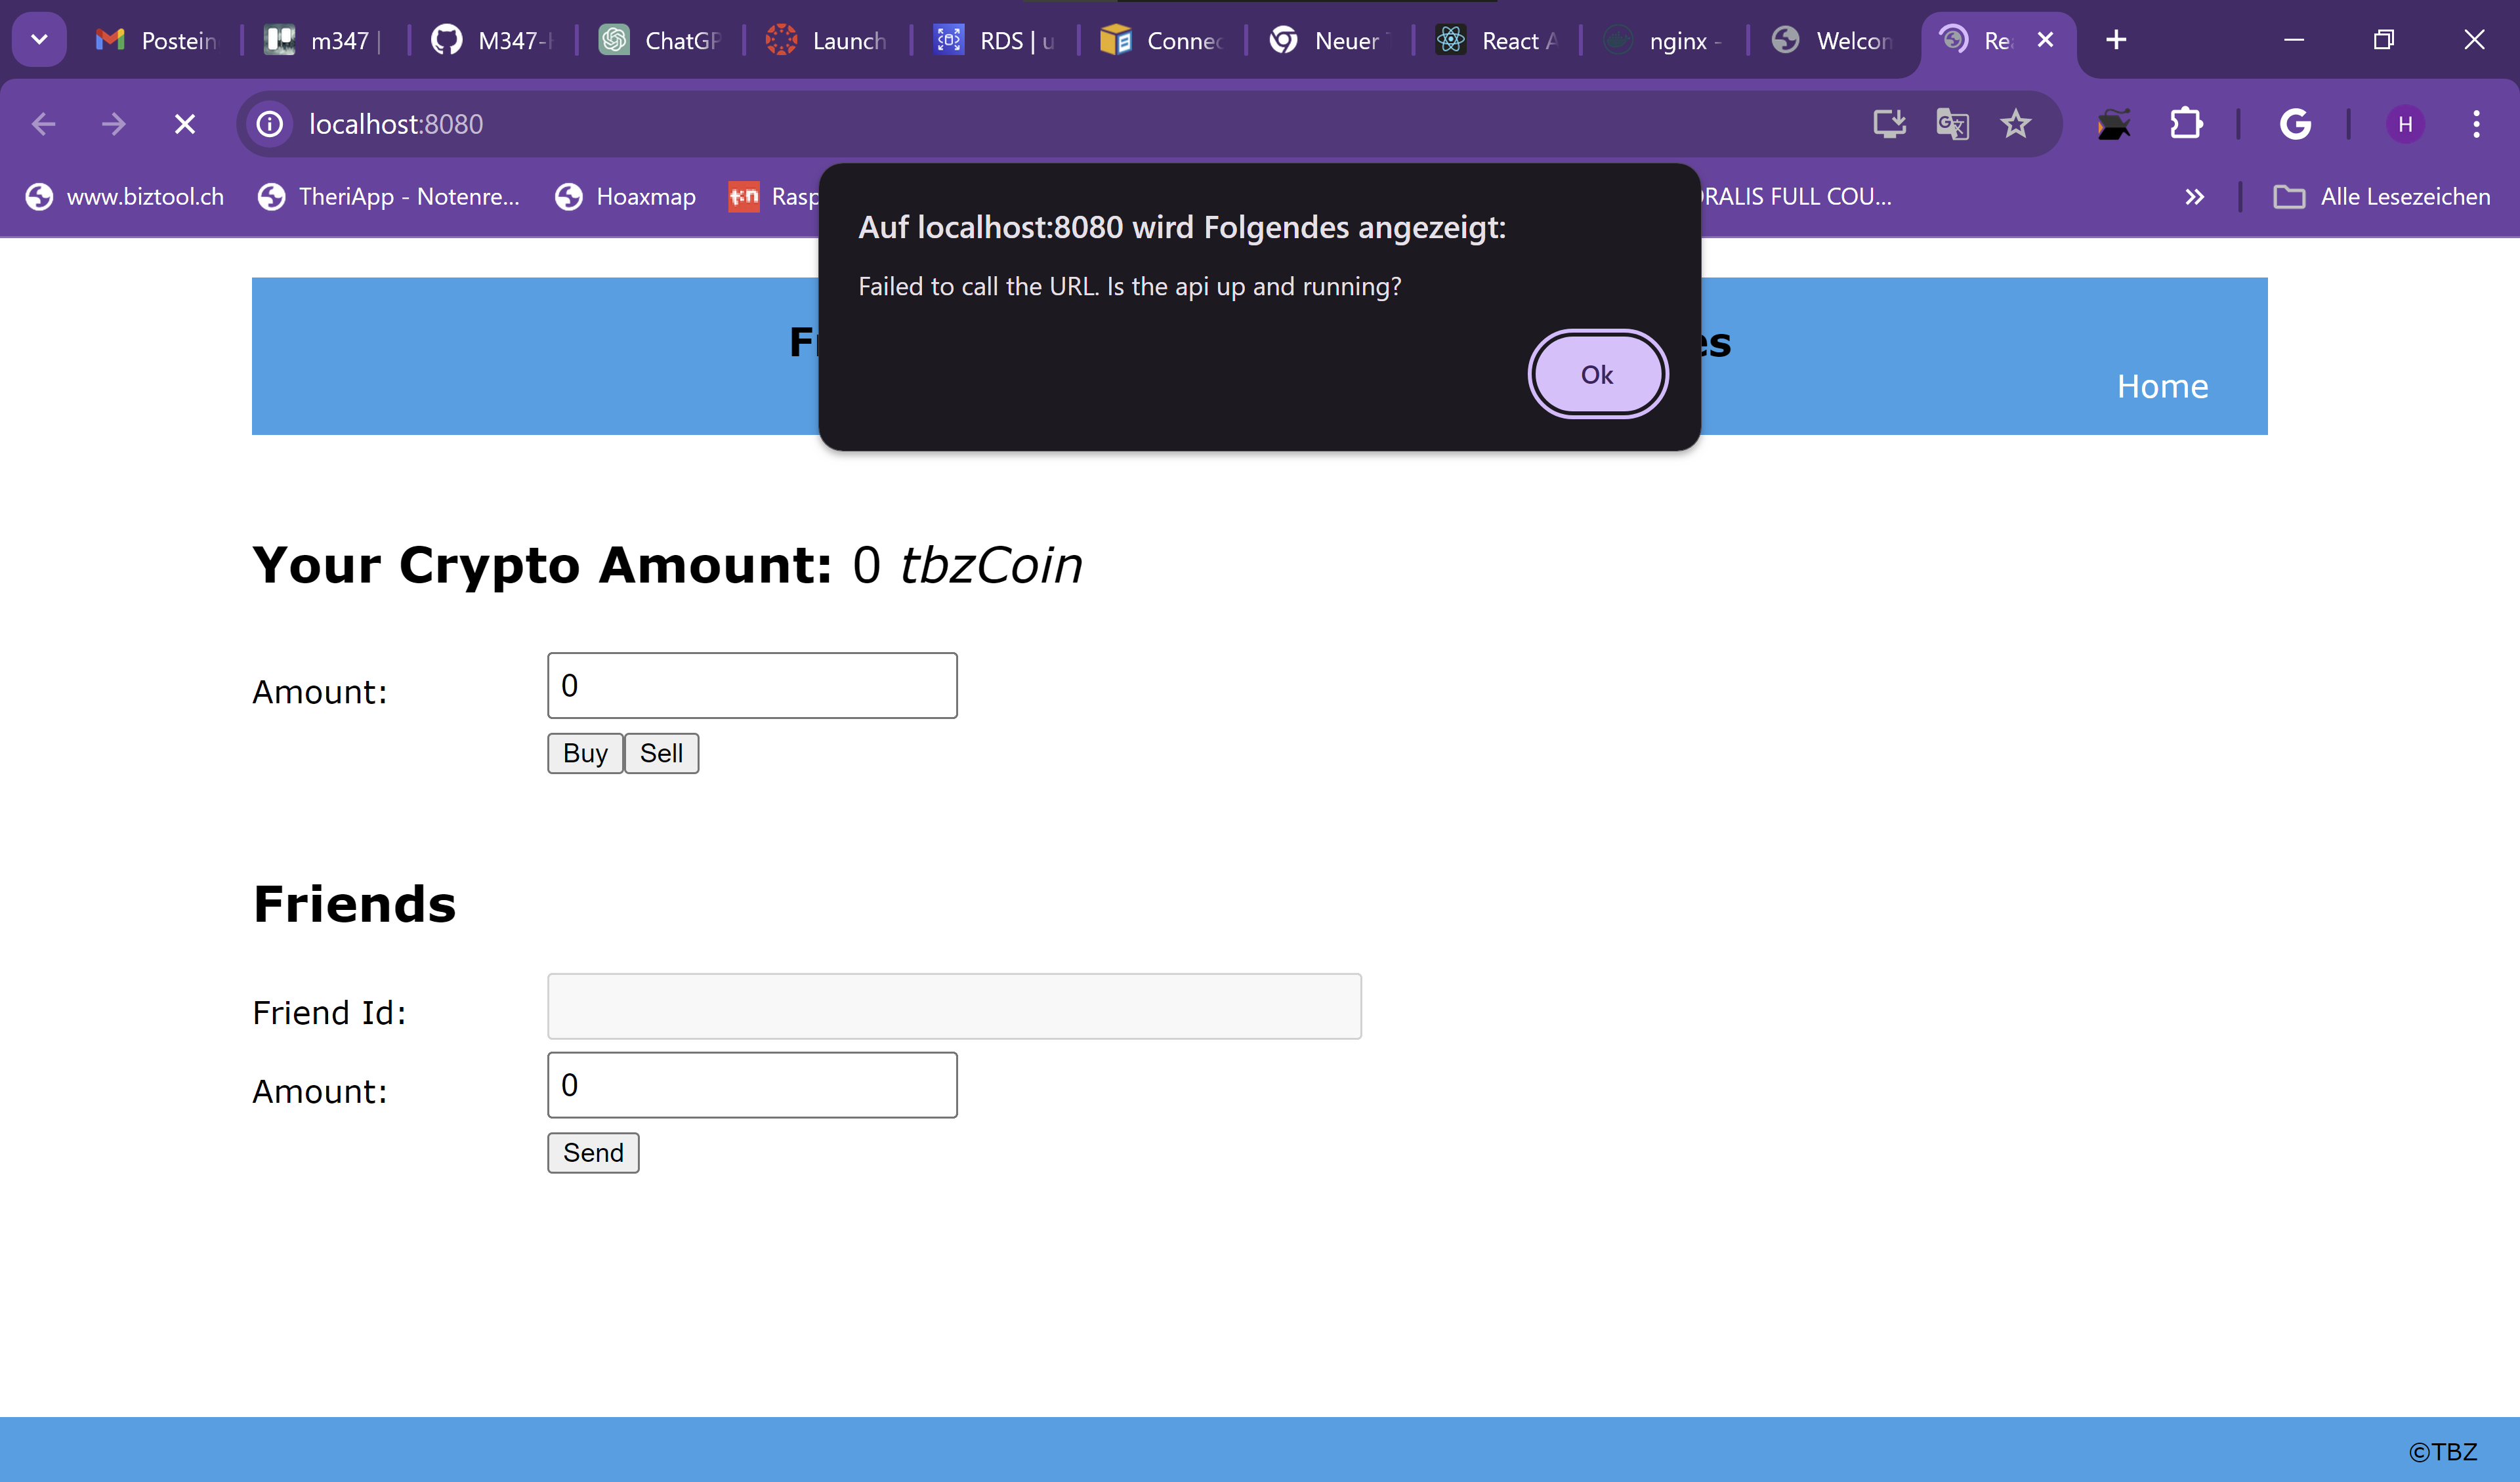 Postein
m347 |
M347-
ChatGP
Launch
RDS | u
Connec
Neuer
React A
nginx -
Welcon
Re
localhost:8080
H
www.biztool.ch
TheriApp - Notenre...
Hoaxmap
tn
Rasp
ORALIS FULL COU...
Alle Lesezeichen
Auf localhost:8080 wird Folgendes angezeigt:
Failed to call the URL. Is the api up and running?
Ok
Home
Your Crypto Amount: 0 tbzCoin
Amount:
0
Buy
Sell
Friends
Friend Id:
Amount:
0
Send
©TBZ